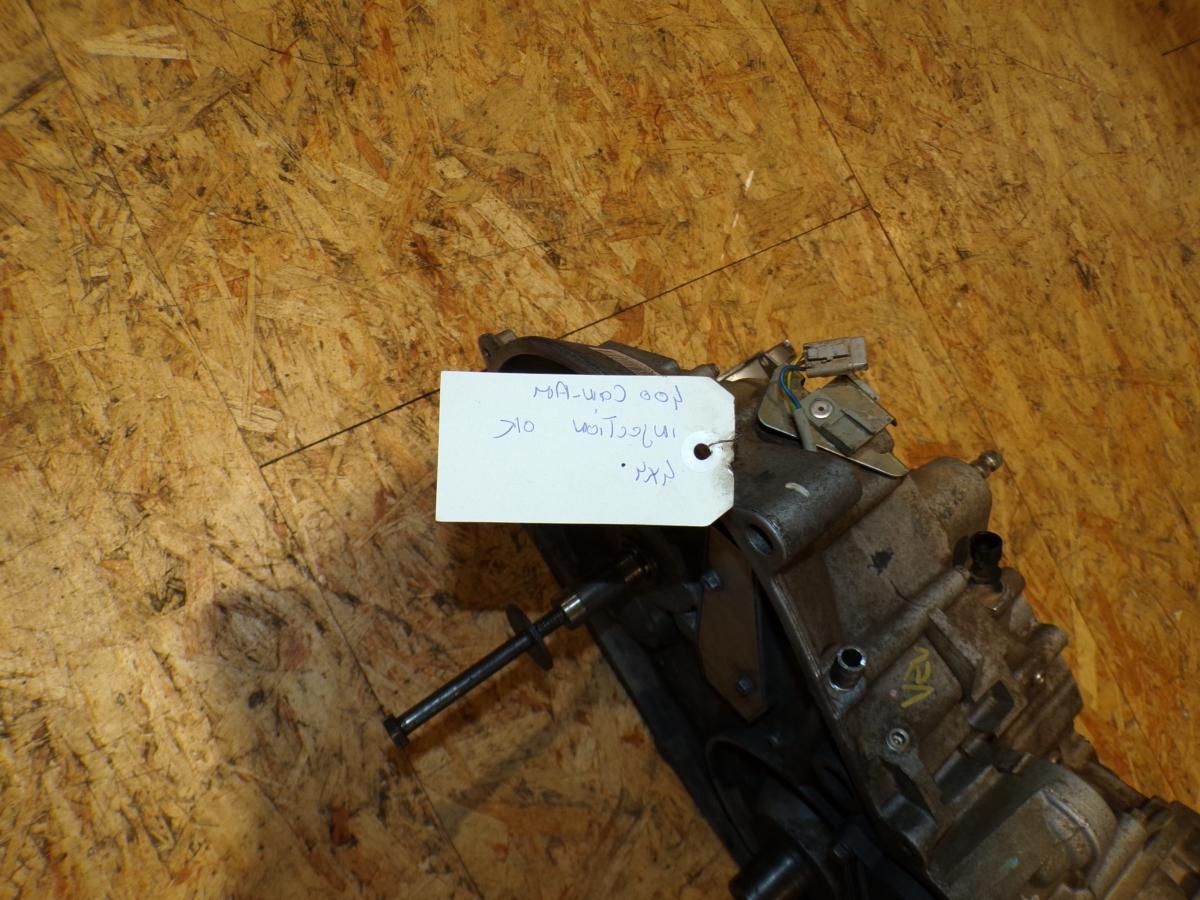 400 Can-Am
injection OK
4x4.